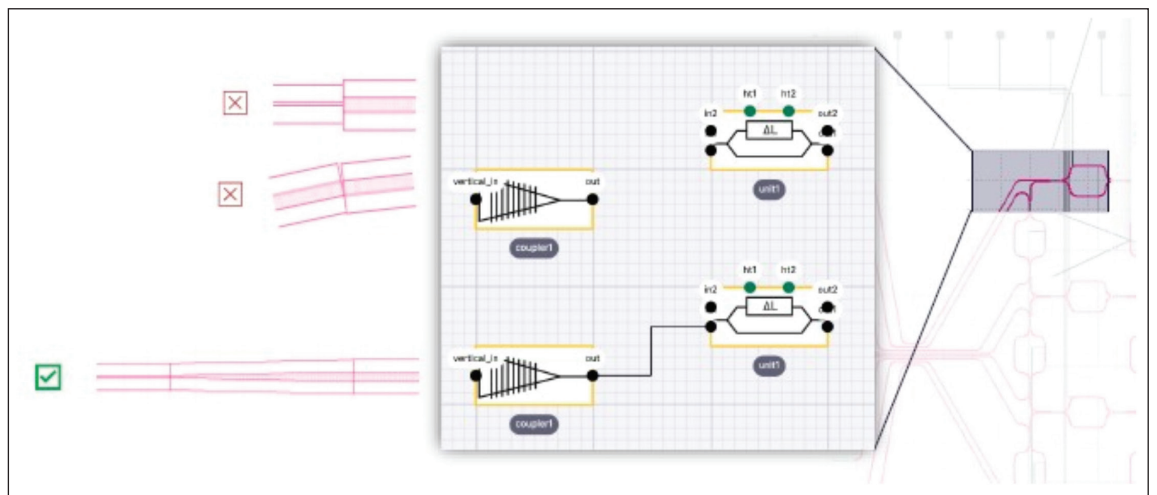 ht1 ht2
in2 out2
ΔL
unit1
vertical_in out
coupler1
ht1 ht2
in2 out2
ΔL
unit1
vertical_in out
coupler1